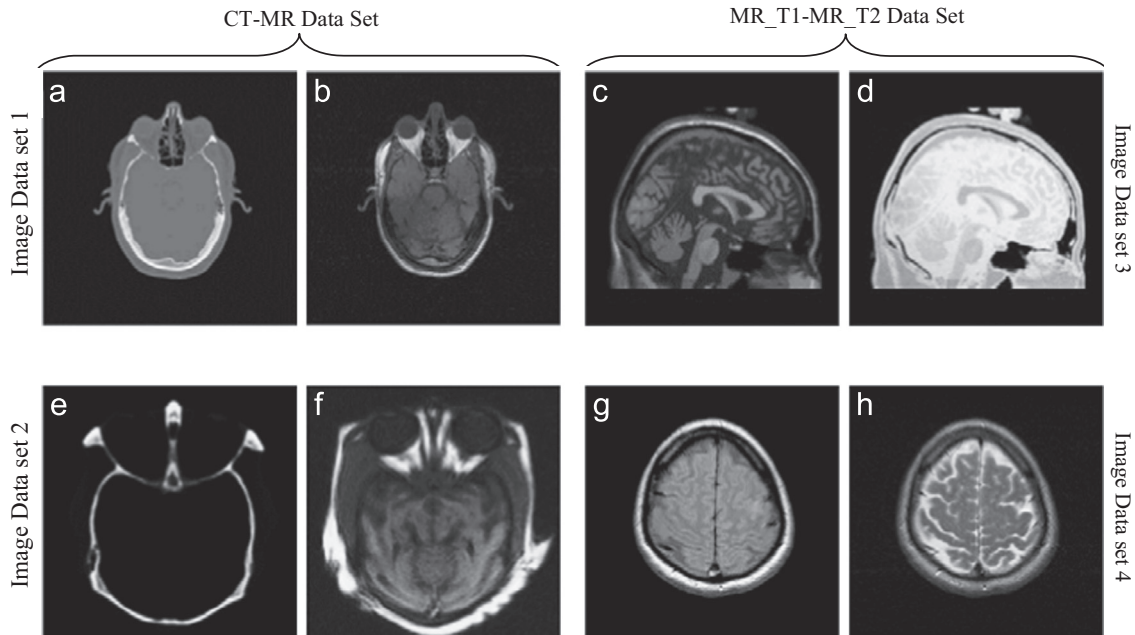 CT-MR Data Set
MR_T1-MR_T2 Data Set
Image Data set 1
a
b
c
d
Image Data set 3
Image Data set 2
e
f
g
h
Image Data set 4